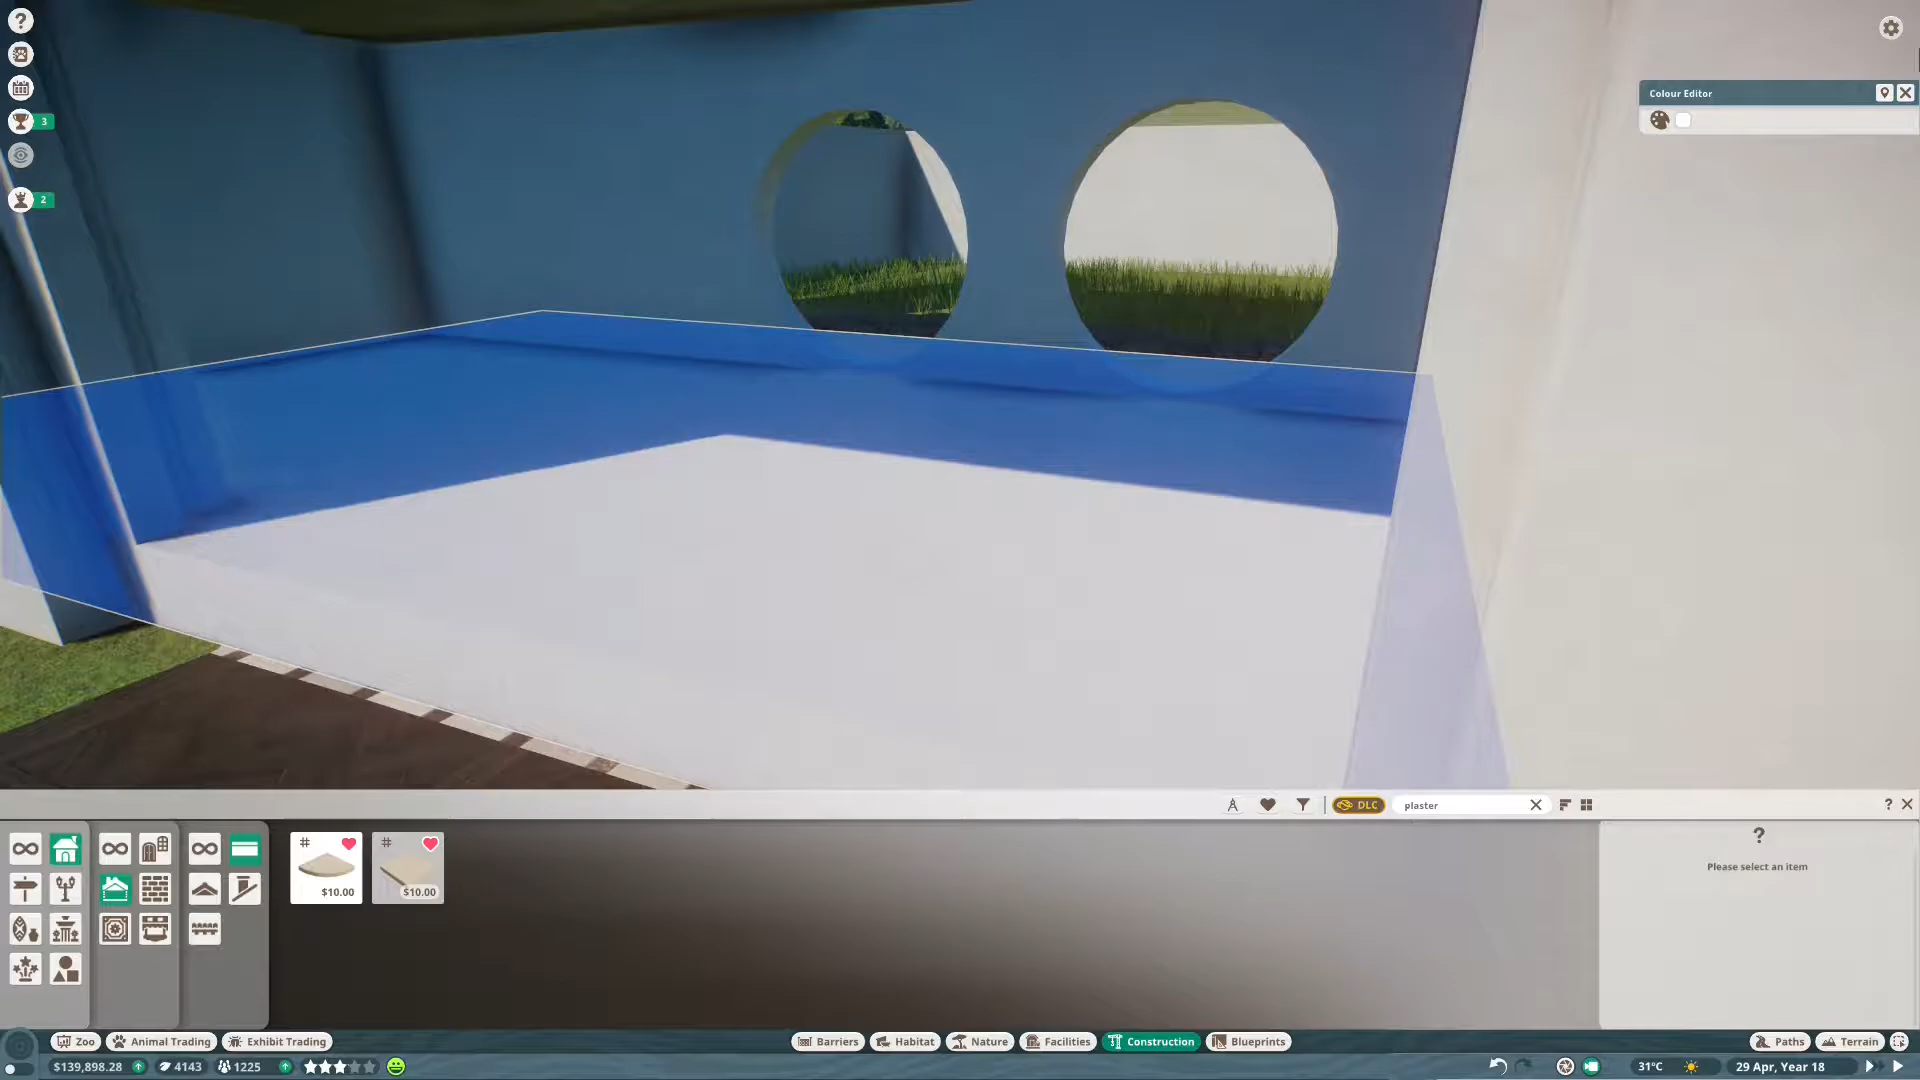 ?
3
2
Colour Editor
DLC
plaster
?
$10.00
$10.00
?
Please select an item
Zoo
Animal Trading
Exhibit Trading
Barriers
Habitat
Nature
Facilities
Construction
Blueprints
Paths
Terrain
$139,898.28
4143
1225
31°C
29 Apr, Year 18